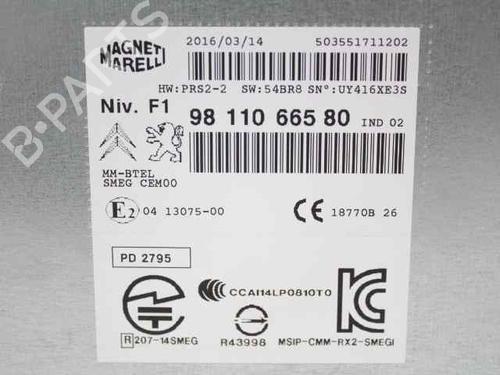 MAGNETI
MARELLI
2016/03/14 503551711202
HW:PRS2-2 SW:54BR8 SN°:UY416XE3S
Niv. F1
98 110 665 80 IND 02
MM-BTEL
SMEG CEM00
E2 04 13075-00
CE 18770B 26
PD 2795
CCAI14LP0810T0
R 207-14SMEG
R43998
MSIP-CMM-RX2-SMEGI
B-PARTS